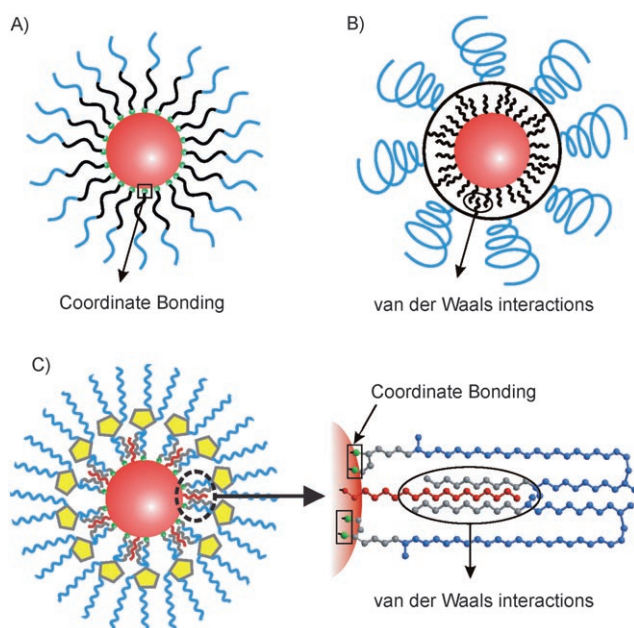 A)
B)
Coordinate Bonding
van der Waals interactions
C)
Coordinate Bonding
van der Waals interactions